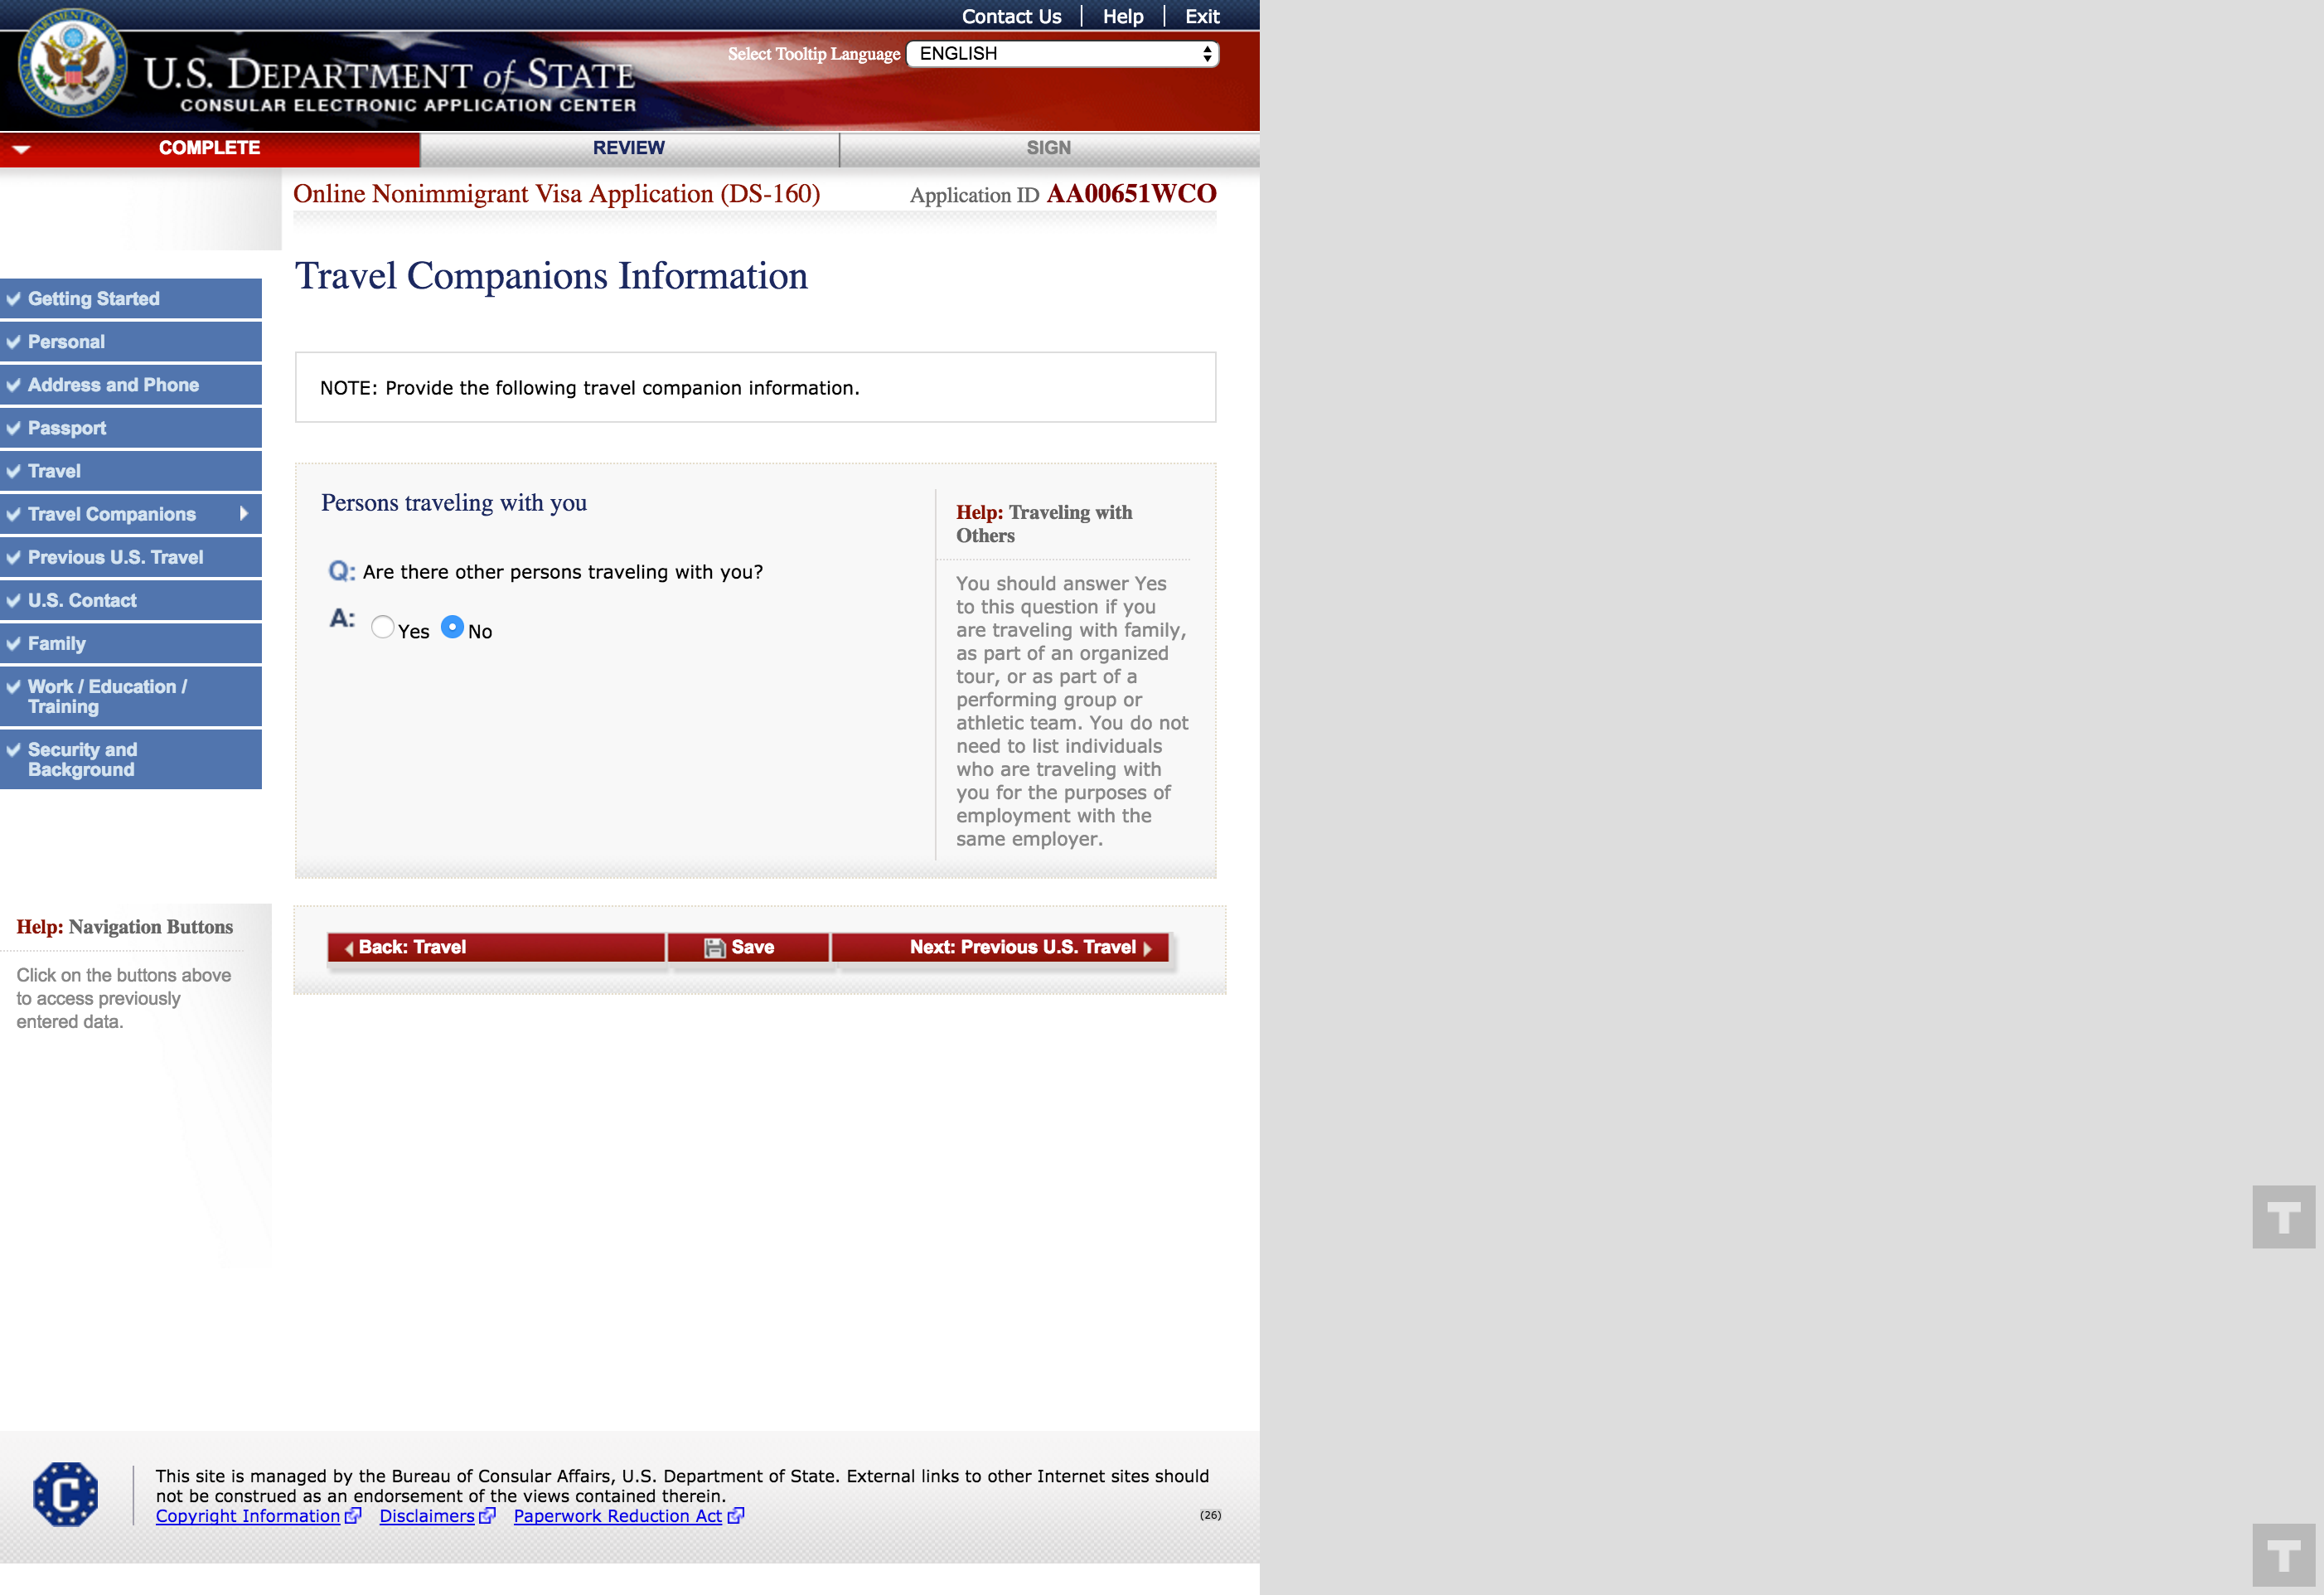 Contact Us | Help | Exit
Select Tooltip Language ENGLISH
U.S. DEPARTMENT of STATE
CONSULAR ELECTRONIC APPLICATION CENTER
COMPLETE
REVIEW
SIGN
Online Nonimmigrant Visa Application (DS-160)
Application ID AA00651WCO
Travel Companions Information
Getting Started
Personal
Address and Phone
Passport
Travel
Travel Companions
Previous U.S. Travel
U.S. Contact
Family
Work / Education /
Training
Security and
Background
NOTE: Provide the following travel companion information.
Persons traveling with you
Q: Are there other persons traveling with you?
A: Yes No
Help: Traveling with
Others
You should answer Yes
to this question if you
are traveling with family,
as part of an organized
tour, or as part of a
performing group or
athletic team. You do not
need to list individuals
who are traveling with
you for the purposes of
employment with the
same employer.
Help: Navigation Buttons
Click on the buttons above
to access previously
entered data.
Back: Travel
Save
Next: Previous U.S. Travel
T
C
This site is managed by the Bureau of Consular Affairs, U.S. Department of State. External links to other Internet sites should
not be construed as an endorsement of the views contained therein.
Copyright Information Disclaimers Paperwork Reduction Act
(26)
T